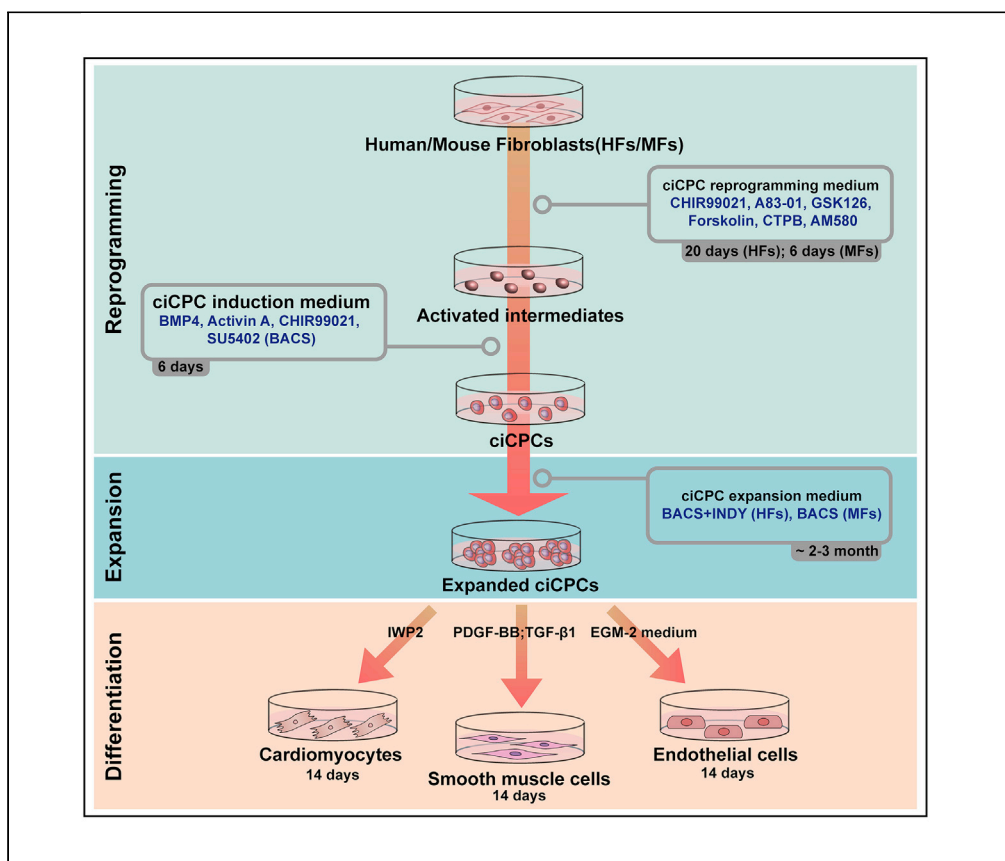 Reprogramming
Human/Mouse Fibroblasts(HFs/MFs)
ciCPC reprogramming medium
CHIR99021, A83-01, GSK126,
Forskolin, CTPB, AM580
20 days (HFs); 6 days (MFs)
Activated intermediates
ciCPC induction medium
BMP4, Activin A, CHIR99021,
SU5402 (BACS)
6 days
ciCPCs
Expansion
ciCPC expansion medium
BACS+INDY (HFs), BACS (MFs)
~ 2-3 month
Expanded ciCPCs
Differentiation
IWP2
PDGF-BB;TGF-β1
EGM-2 medium
Cardiomyocytes
14 days
Smooth muscle cells
14 days
Endothelial cells
14 days